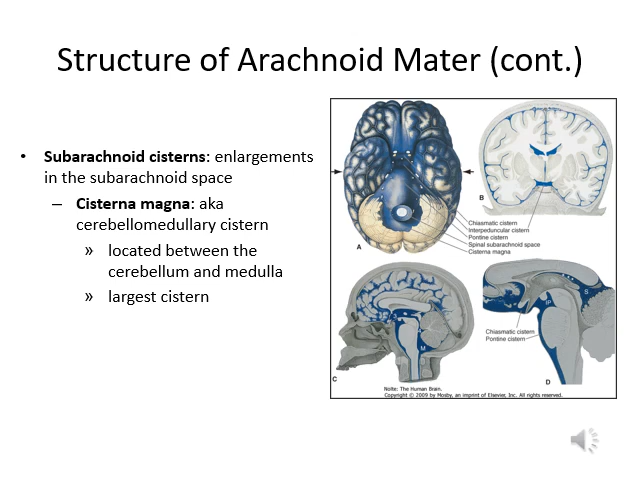 Structure of Arachnoid Mater (cont.)
• Subarachnoid cisterns: enlargements
in the subarachnoid space
– Cisterna magna: aka
cerebellomedullary cistern
» located between the
cerebellum and medulla
» largest cistern
A
B
Chiasmatic cistern
Interpeduncular cistern
Pontine cistern
Spinal subarachnoid space
Cisterna magna
C
M
S
IP
Chiasmatic cistern
Pontine cistern
D
Nolte: The Human Brain.
Copyright © 2009 by Mosby, an imprint of Elsevier, Inc. All rights reserved.